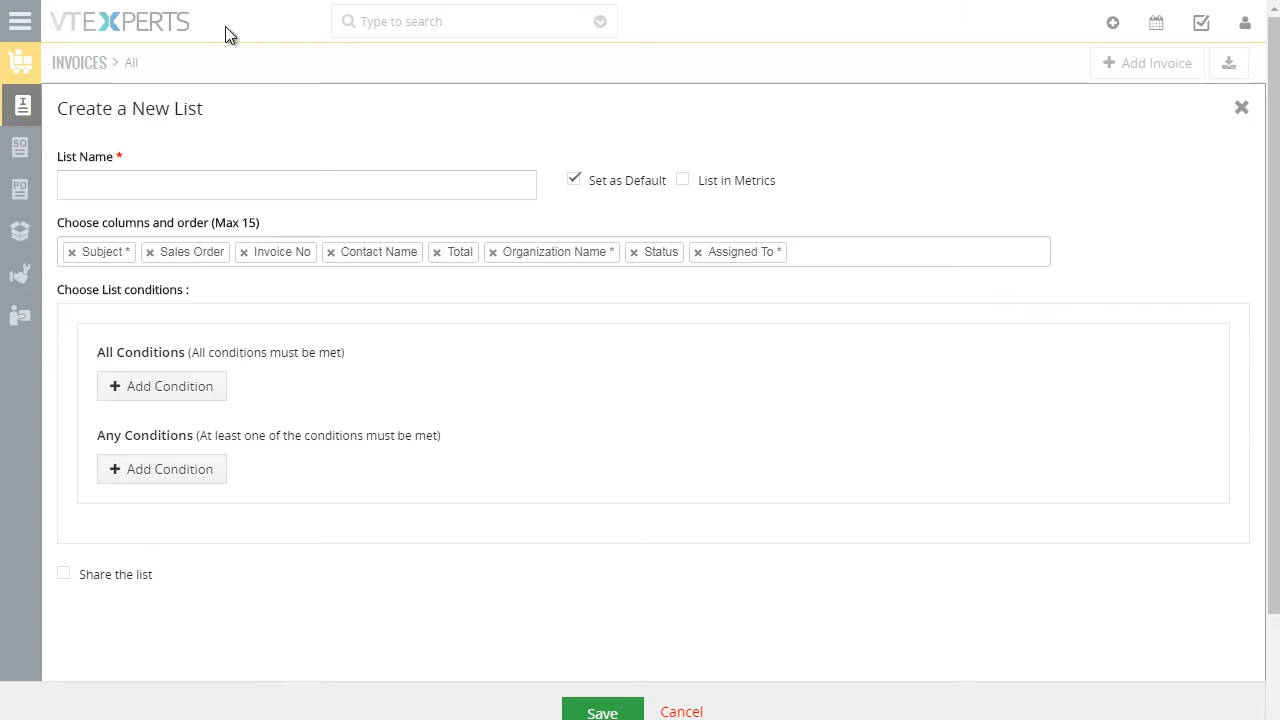 VTEXPERTS
Type to search
INVOICES > All
Add Invoice
I
SO
PO
Create a New List
List Name *
Set as Default
List in Metrics
Choose columns and order (Max 15)
Subject * Sales Order Invoice No Contact Name Total Organization Name * Status Assigned To *
Choose List conditions :
All Conditions (All conditions must be met)
Add Condition
Any Conditions (At least one of the conditions must be met)
Add Condition
Share the list
Save Cancel